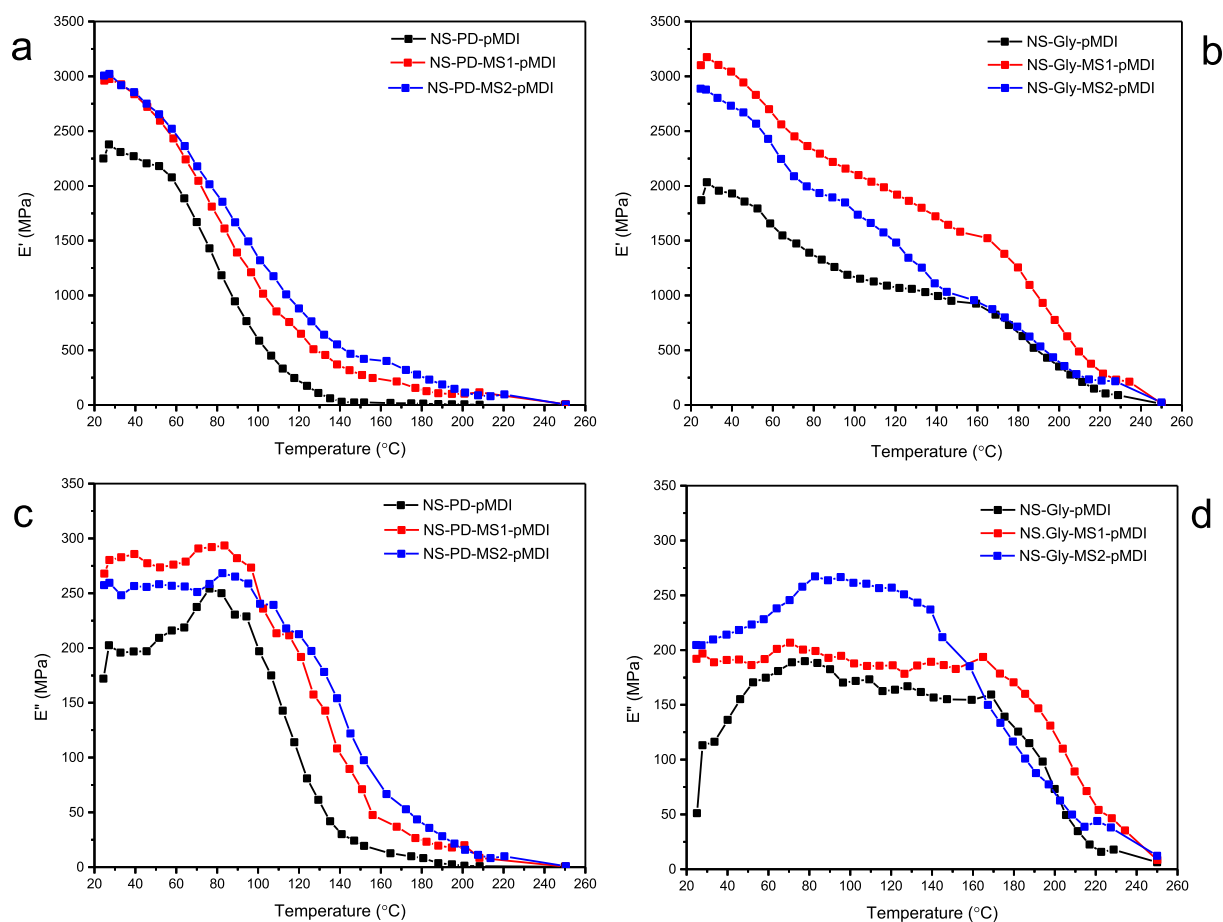 a
3500
3000
2500
2000
1500
1000
500
0
E' (MPa)
20 40 60 80 100 120 140 160 180 200 220 240 260
Temperature (°C)
NS-PD-pMDI
NS-PD-MS1-pMDI
NS-PD-MS2-pMDI
b
3500
3000
2500
2000
1500
1000
500
0
E' (MPa)
20 40 60 80 100 120 140 160 180 200 220 240 260
Temperature (°C)
NS-Gly-pMDI
NS-Gly-MS1-pMDI
NS-Gly-MS2-pMDI
c
350
300
250
200
150
100
50
0
E" (MPa)
20 40 60 80 100 120 140 160 180 200 220 240 260
Temperature (°C)
NS-PD-pMDI
NS-PD-MS1-pMDI
NS-PD-MS2-pMDI
d
350
300
250
200
150
100
50
0
E" (MPa)
20 40 60 80 100 120 140 160 180 200 220 240 260
Temperature (°C)
NS-Gly-pMDI
NS.Gly-MS1-pMDI
NS-Gly-MS2-pMDI